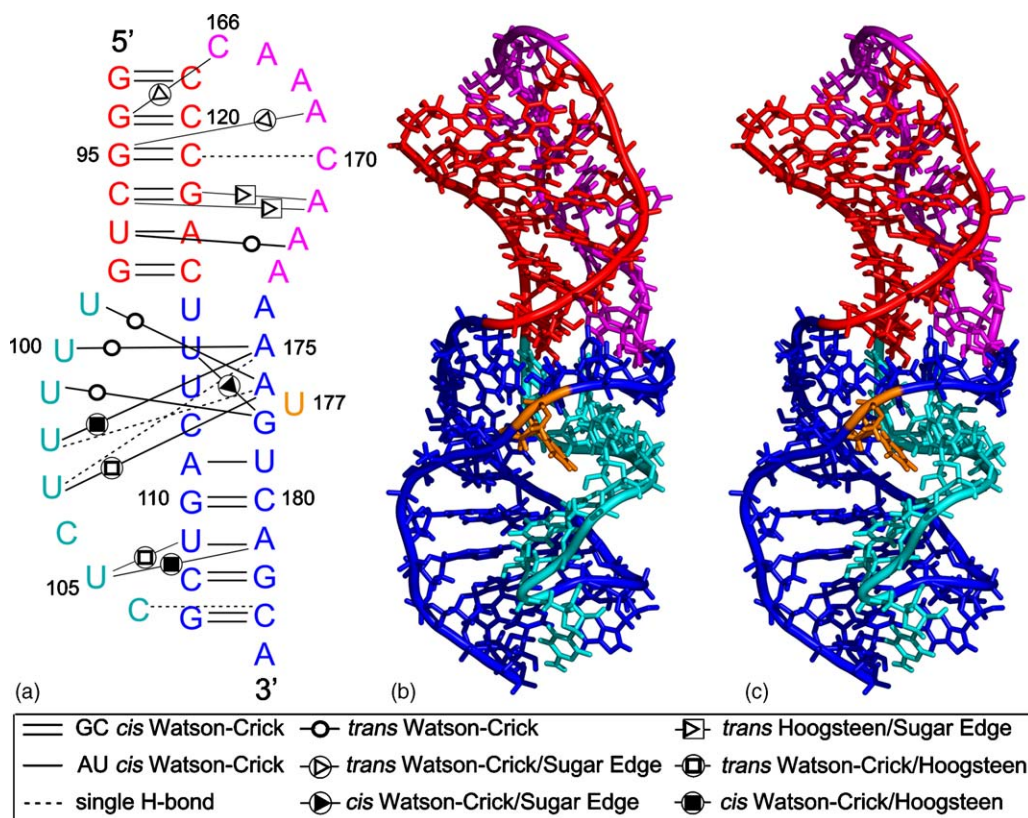 5' 166
C A
G C A
G C 120 A
95 G C C 170
C G A
U A A
G C A
U U A
100 U U A 175
U U A U 177
U C G
U A U
110 G C 180
C U A
105 U C G
C G C
A
3'
(a) (b) (c)
GC cis Watson-Crick trans Watson-Crick trans Hoogsteen/Sugar Edge
AU cis Watson-Crick trans Watson-Crick/Sugar Edge trans Watson-Crick/Hoogsteen
single H-bond cis Watson-Crick/Sugar Edge cis Watson-Crick/Hoogsteen